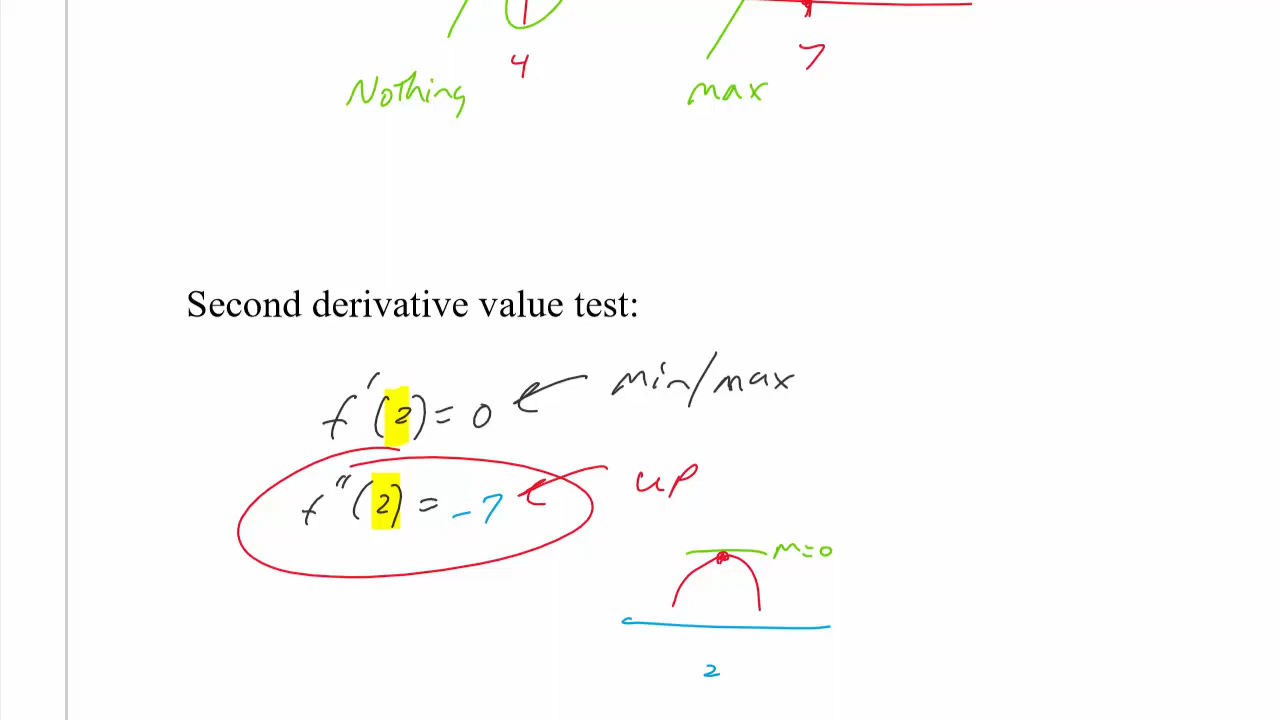 4 7
Nothing max
Second derivative value test:
f'(2) = 0 min/max
f"(2) = -7 up
m=0
2